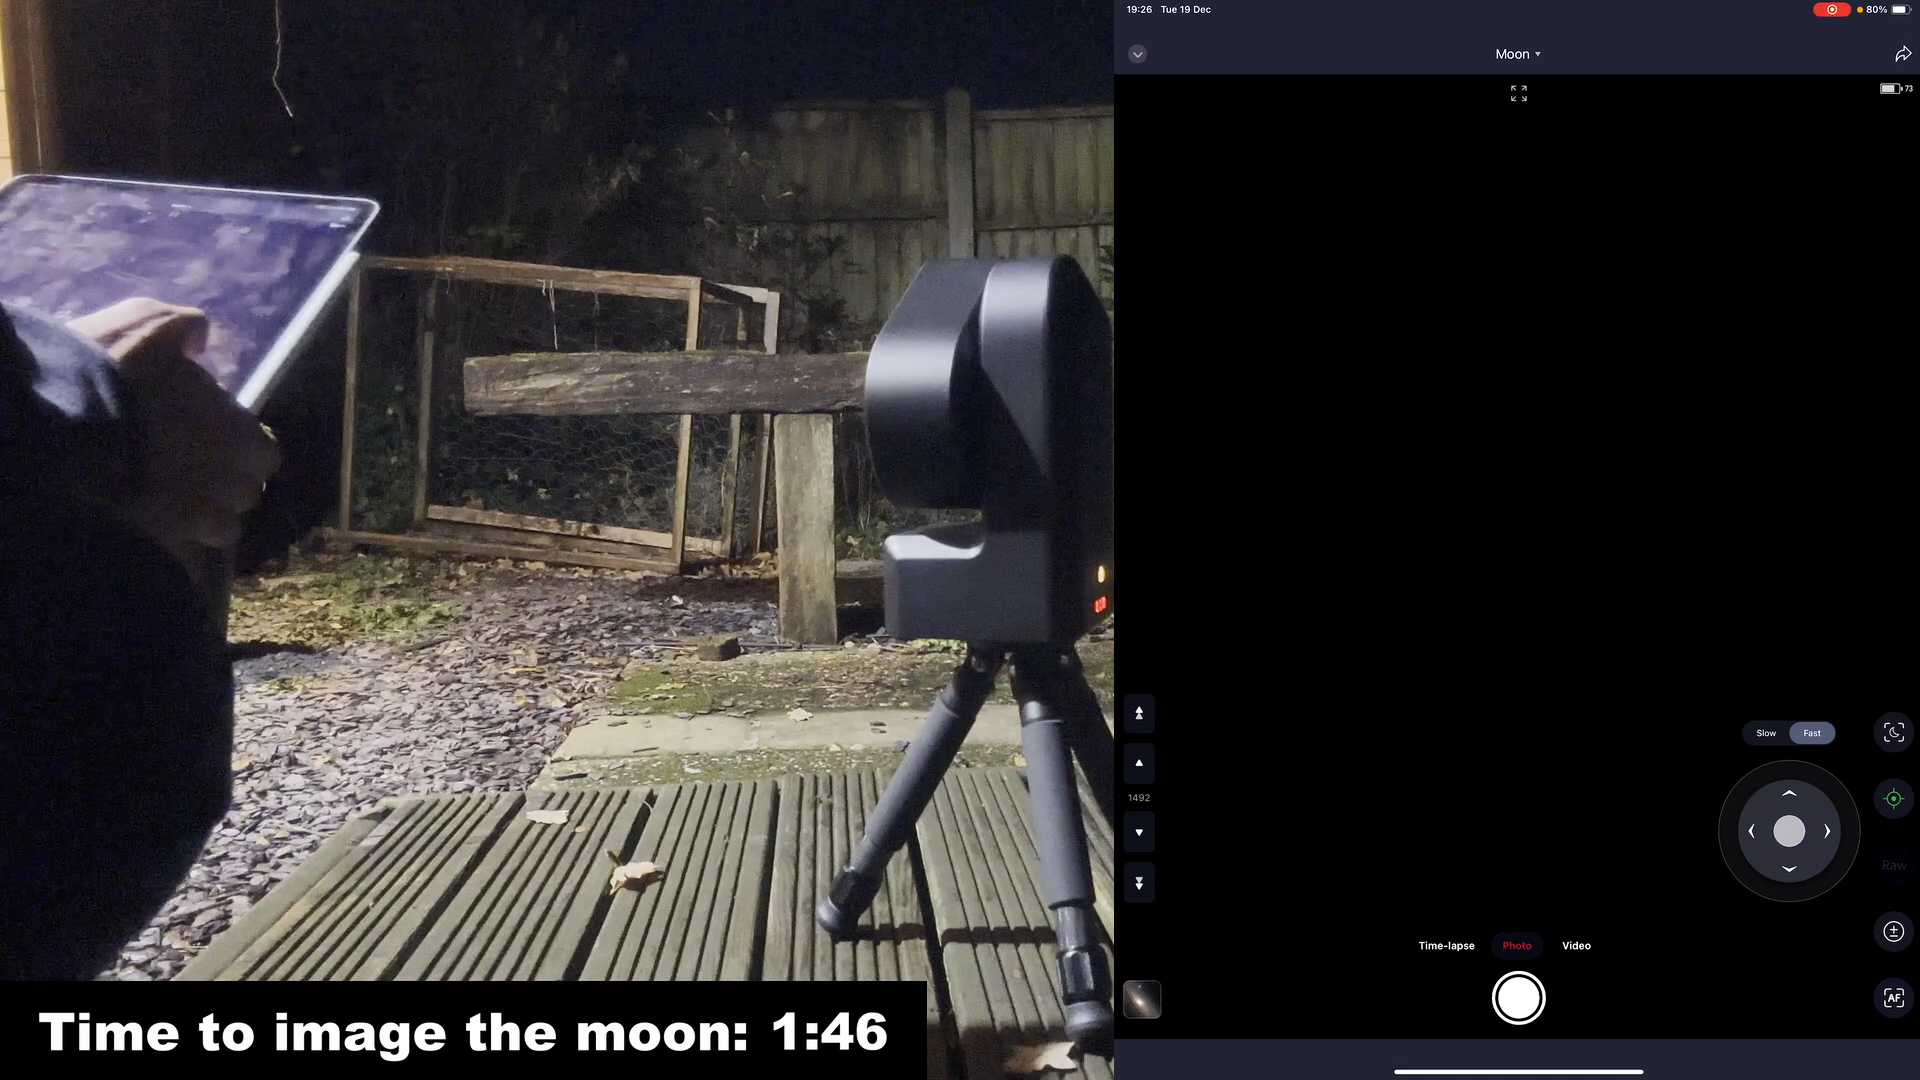 19:26 Tue 19 Dec
80%
Moon
73
Slow Fast
1492
Raw
Time-lapse Photo Video
AF
Time to image the moon: 1:46